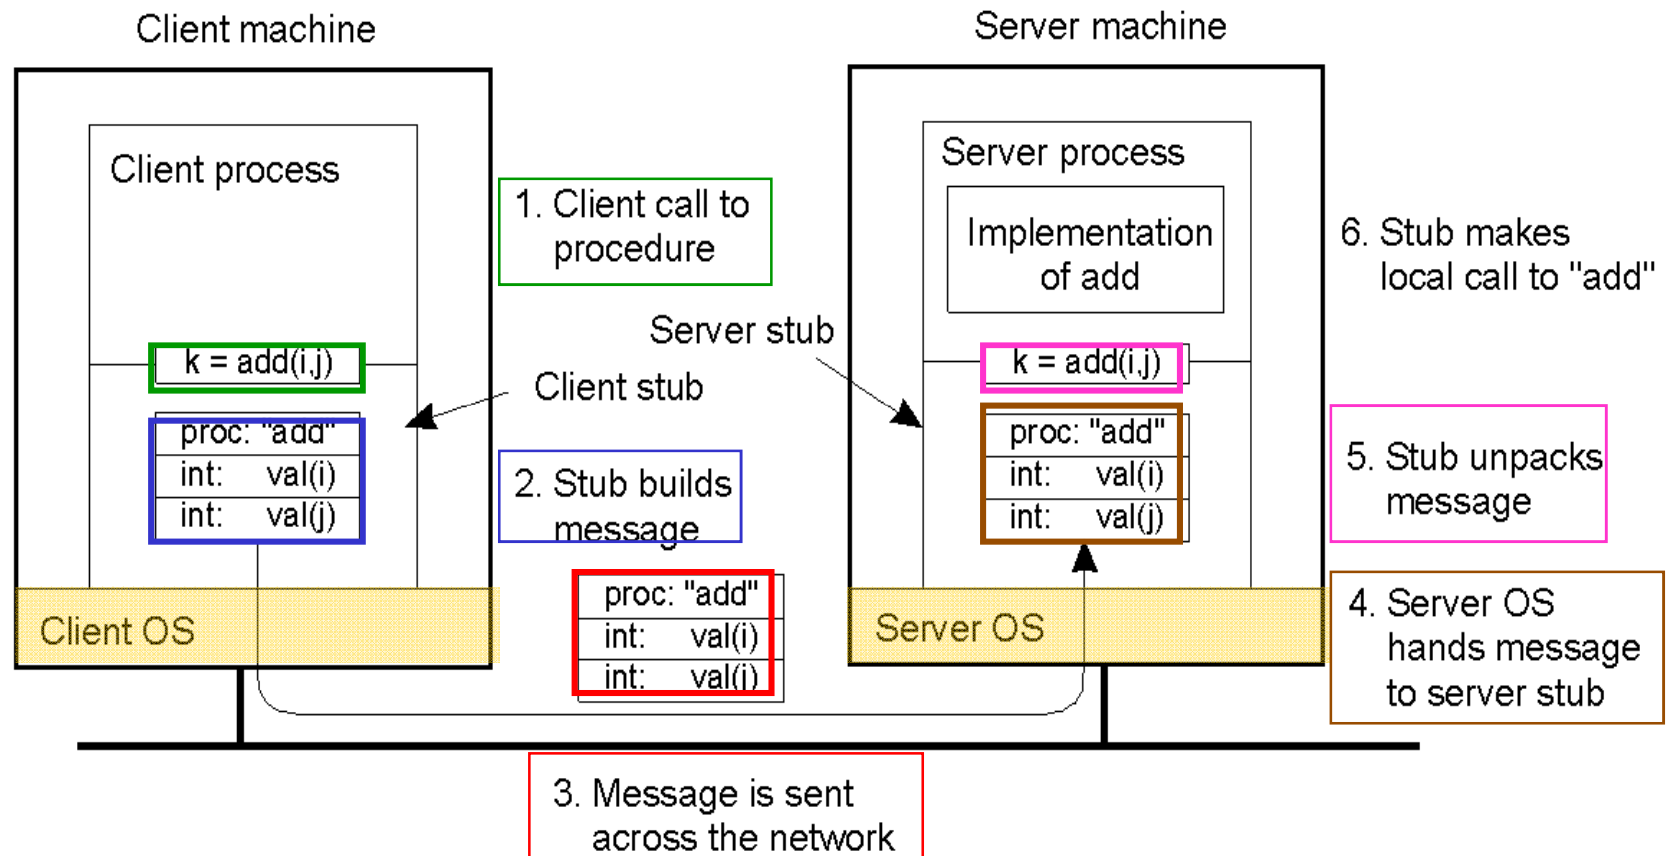 Client machine
Client process
k = add(i,j)
proc: "add"
int: val(i)
int: val(j)
Client OS
1. Client call to
procedure
Client stub
2. Stub builds
message
proc: "add"
int: val(i)
int: val(j)
3. Message is sent
across the network
Server machine
Server process
Implementation
of add
Server stub
k = add(i,j)
proc: "add"
int: val(i)
int: val(j)
Server OS
6. Stub makes
local call to "add"
5. Stub unpacks
message
4. Server OS
hands message
to server stub